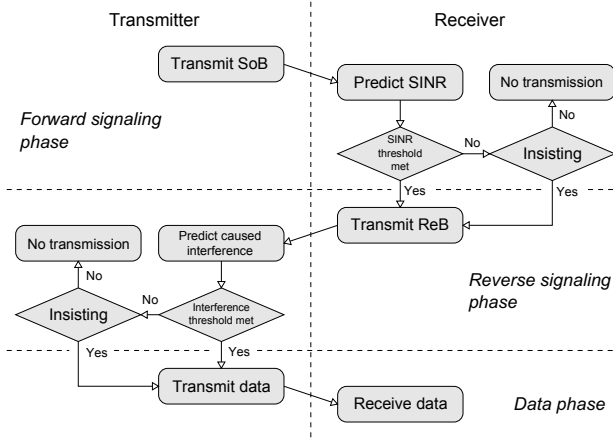 Transmitter
Receiver
Transmit SoB
Predict SINR
No transmission
Forward signaling
phase
SINR
threshold
met
No
Insisting
No
Yes
Yes
Transmit ReB
No transmission
Predict caused
interference
No
Insisting
No
Interference
threshold met
Reverse signaling
phase
Yes
Yes
Transmit data
Receive data
Data phase